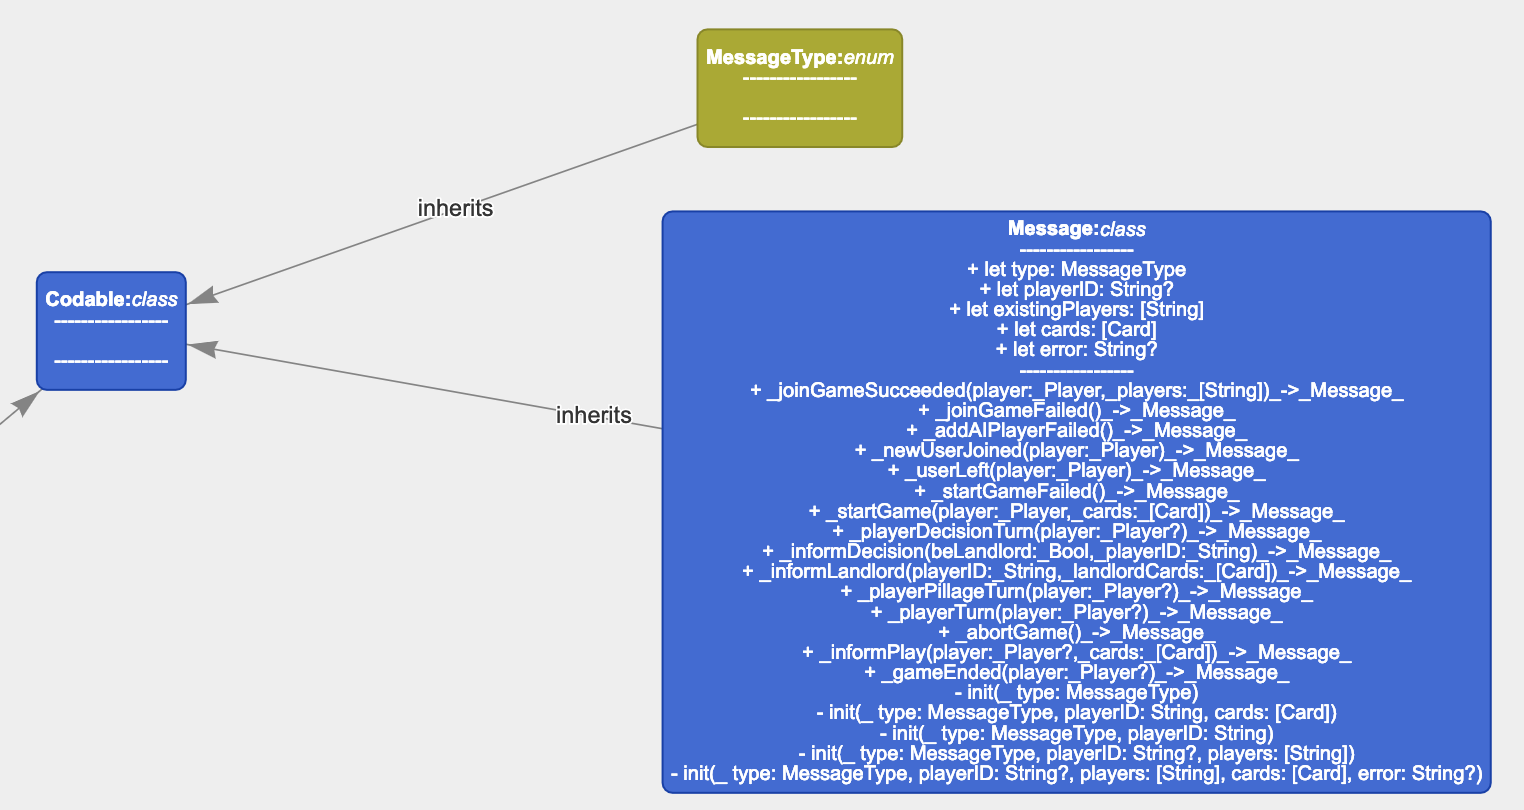 MessageType:enum
-----------------
-----------------
inherits
Codable:class
-----------------
-----------------
inherits
Message:class
-----------------
+ let type: MessageType
+ let playerID: String?
+ let existingPlayers: [String]
+ let cards: [Card]
+ let error: String?
-----------------
+ _joinGameSucceeded(player:_Player,_players:_[String])_->_Message_
+ _joinGameFailed()_->_Message_
+ _addAIPlayerFailed()_->_Message_
+ _newUserJoined(player:_Player)_->_Message_
+ _userLeft(player:_Player)_->_Message_
+ _startGameFailed()_->_Message_
+ _startGame(player:_Player,_cards:_[Card])_->_Message_
+ _playerDecisionTurn(player:_Player?)_->_Message_
+ _informDecision(beLandlord:_Bool,_playerID:_String)_->_Message_
+ _informLandlord(playerID:_String,_landlordCards:_[Card])_->_Message_
+ _playerPillageTurn(player:_Player?)_->_Message_
+ _playerTurn(player:_Player?)_->_Message_
+ _abortGame()_->_Message_
+ _informPlay(player:_Player?,_cards:_[Card])_->_Message_
+ _gameEnded(player:_Player?)_->_Message_
- init(_ type: MessageType)
- init(_ type: MessageType, playerID: String, cards: [Card])
- init(_ type: MessageType, playerID: String)
- init(_ type: MessageType, playerID: String?, players: [String])
- init(_ type: MessageType, playerID: String?, players: [String], cards: [Card], error: String?)